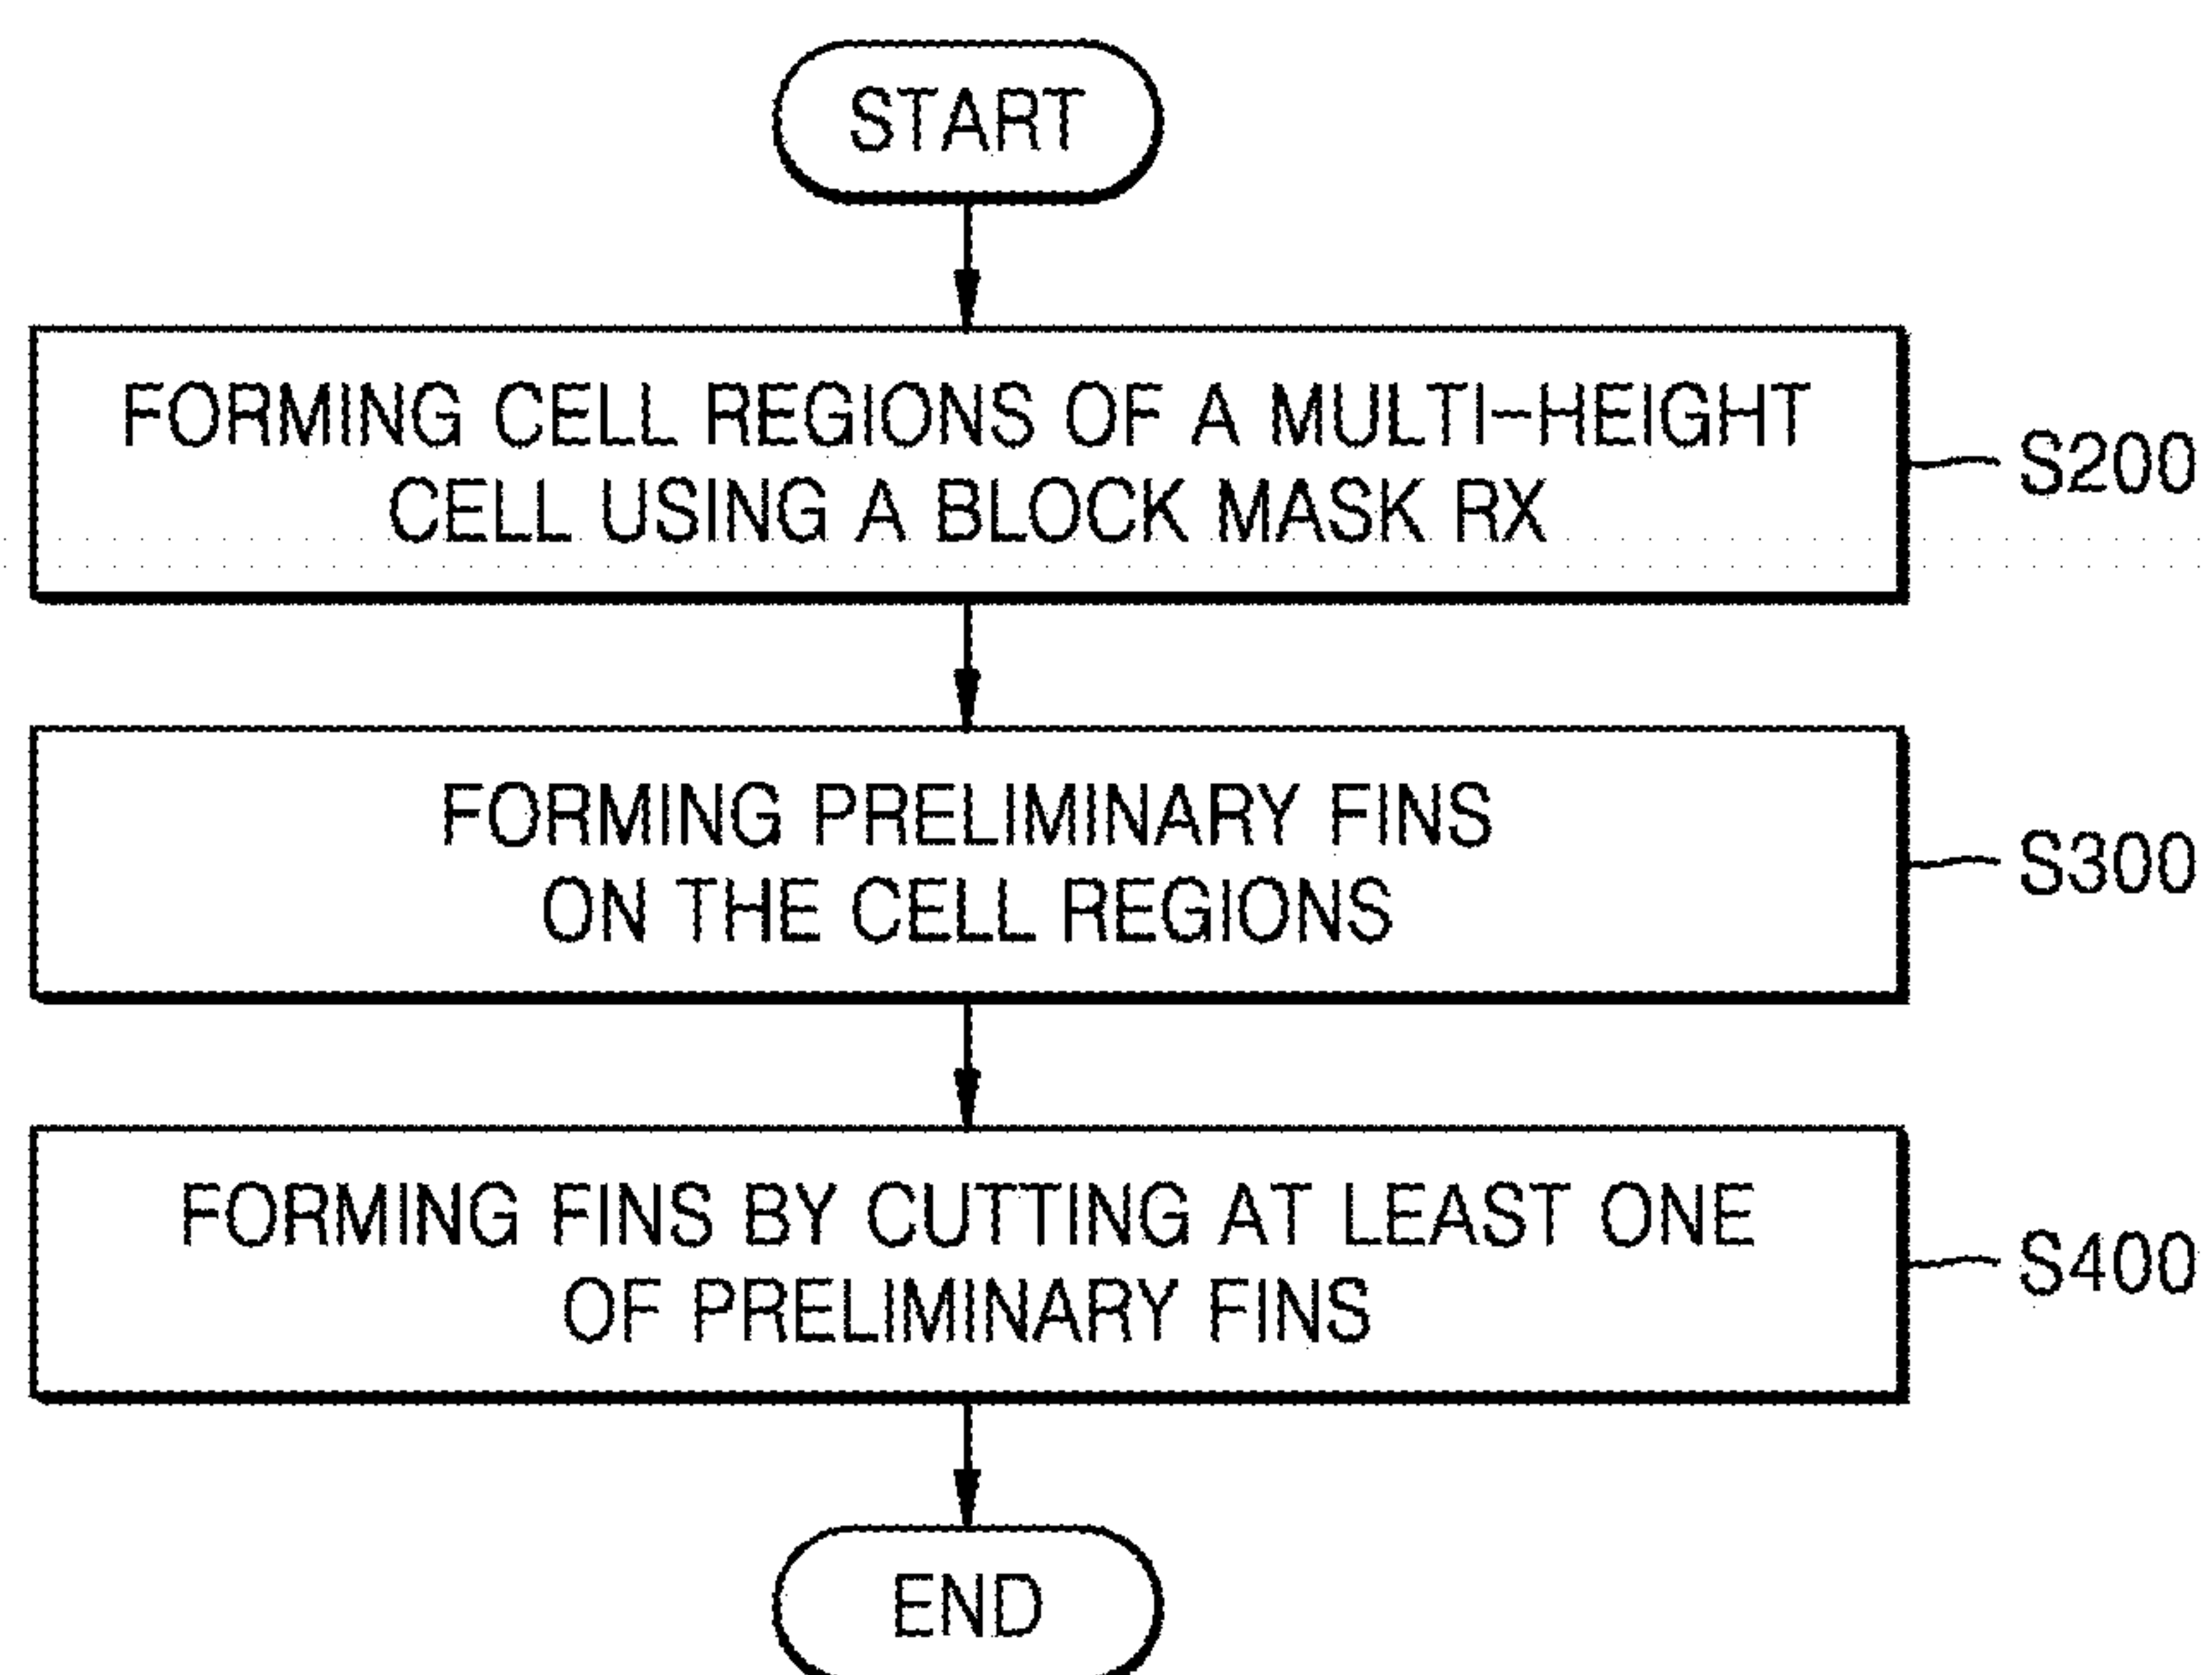 START
FORMING CELL REGIONS OF A MULTI-HEIGHT
CELL USING A BLOCK MASK RX
S200
FORMING PRELIMINARY FINS
ON THE CELL REGIONS
S300
FORMING FINS BY CUTTING AT LEAST ONE
OF PRELIMINARY FINS
S400
END